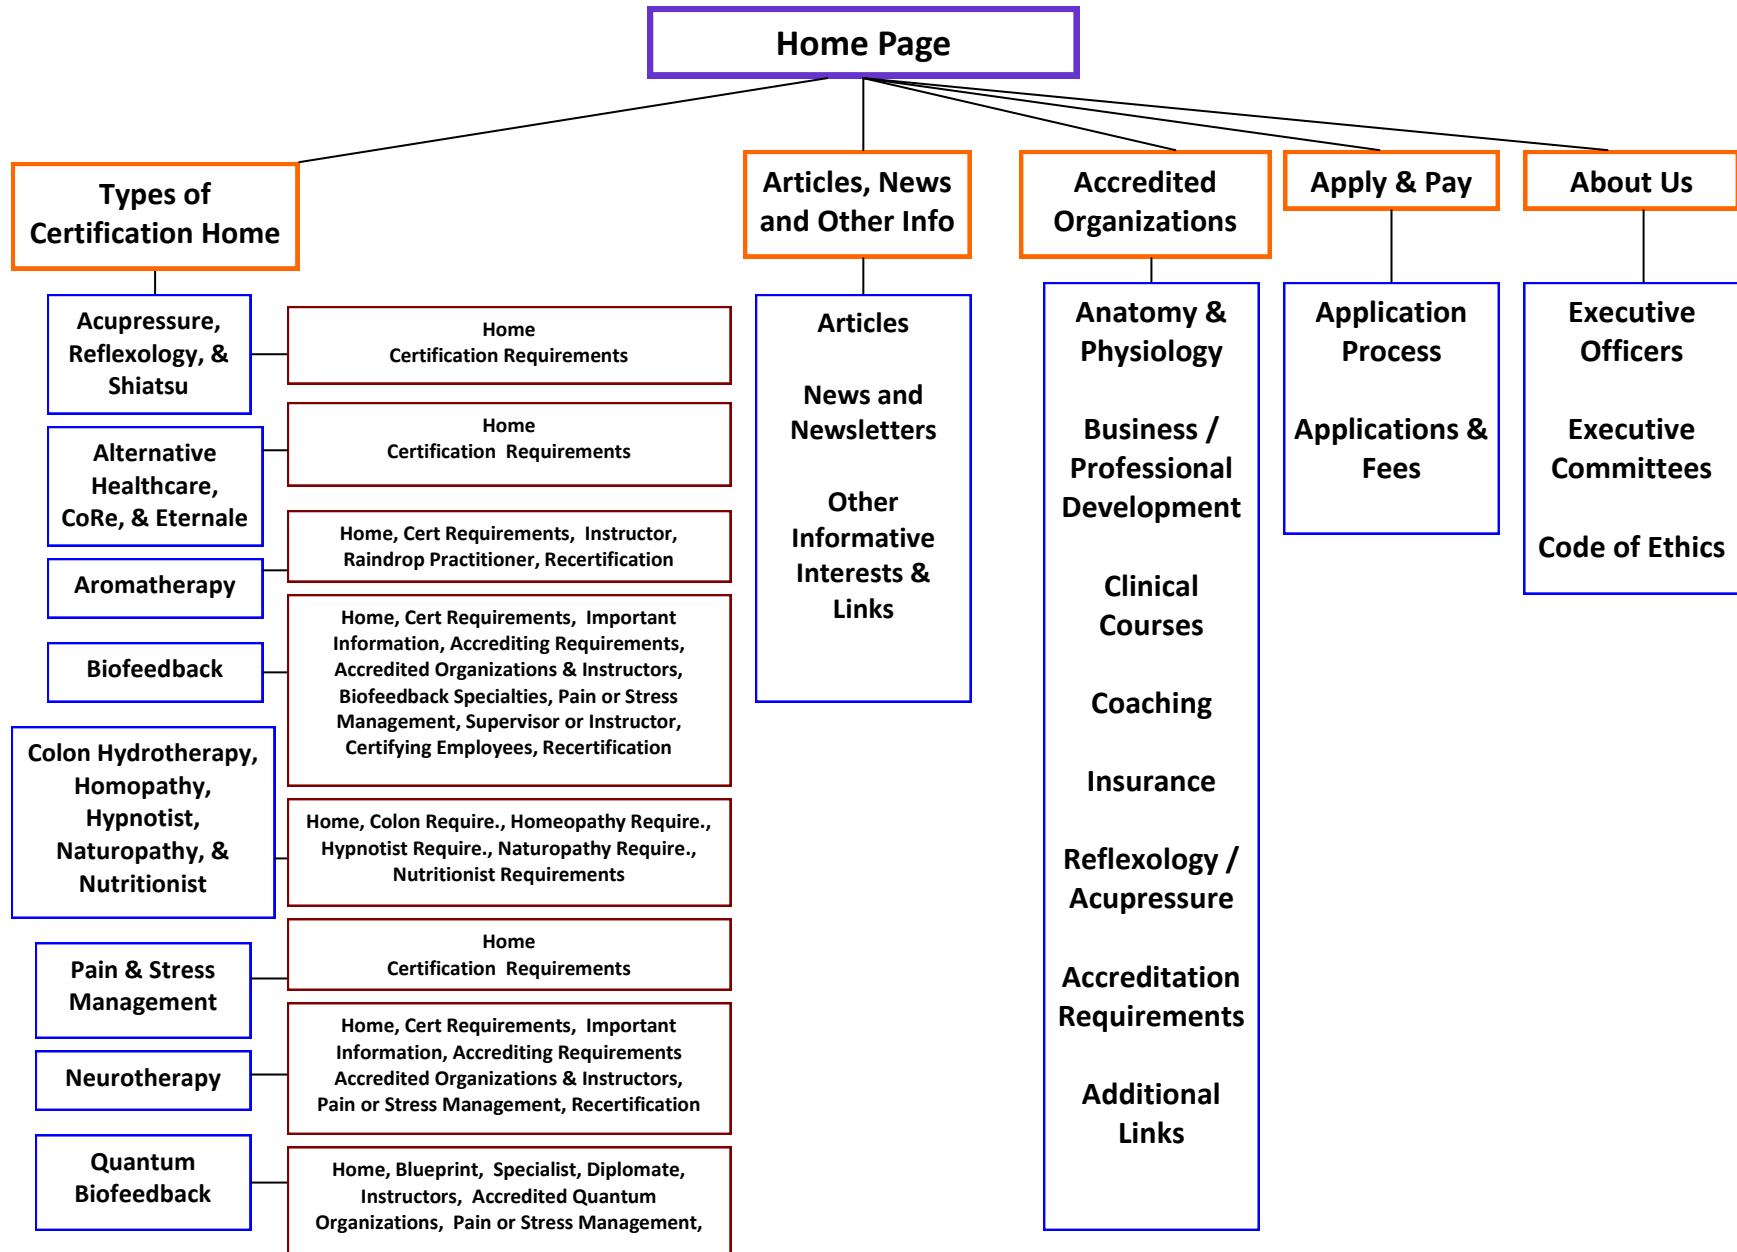 Home Page
Types of
Certification Home
Articles, News
and Other Info
Accredited
Organizations
Apply & Pay
About Us
Acupressure,
Reflexology, &
Shiatsu
Home
Certification Requirements
Alternative
Healthcare,
CoRe, & Eternale
Home
Certification  Requirements
Aromatherapy
Home, Cert Requirements,  Instructor,
Raindrop Practitioner, Recertification
Biofeedback
Home, Cert Requirements,  Important
Information, Accrediting Requirements,
Accredited Organizations & Instructors,
Biofeedback Specialties, Pain or Stress
Management, Supervisor or Instructor,
Certifying Employees, Recertification
Colon Hydrotherapy,
Homopathy,
Hypnotist,
Naturopathy, &
Nutritionist
Home, Colon Require., Homeopathy Require.,
Hypnotist Require., Naturopathy Require.,
Nutritionist Requirements
Pain & Stress
Management
Home
Certification  Requirements
Neurotherapy
Home, Cert Requirements,  Important
Information, Accrediting Requirements
Accredited Organizations & Instructors,
Pain or Stress Management, Recertification
Quantum
Biofeedback
Home, Blueprint,  Specialist, Diplomate,
Instructors,  Accredited Quantum
Organizations,  Pain or Stress Management,
Articles
News and
Newsletters
Other
Informative
Interests &
Links
Anatomy &
Physiology
Business /
Professional
Development
Clinical
Courses
Coaching
Insurance
Reflexology /
Acupressure
Accreditation
Requirements
Additional
Links
Application
Process
Applications &
Fees
Executive
Officers
Executive
Committees
Code of Ethics